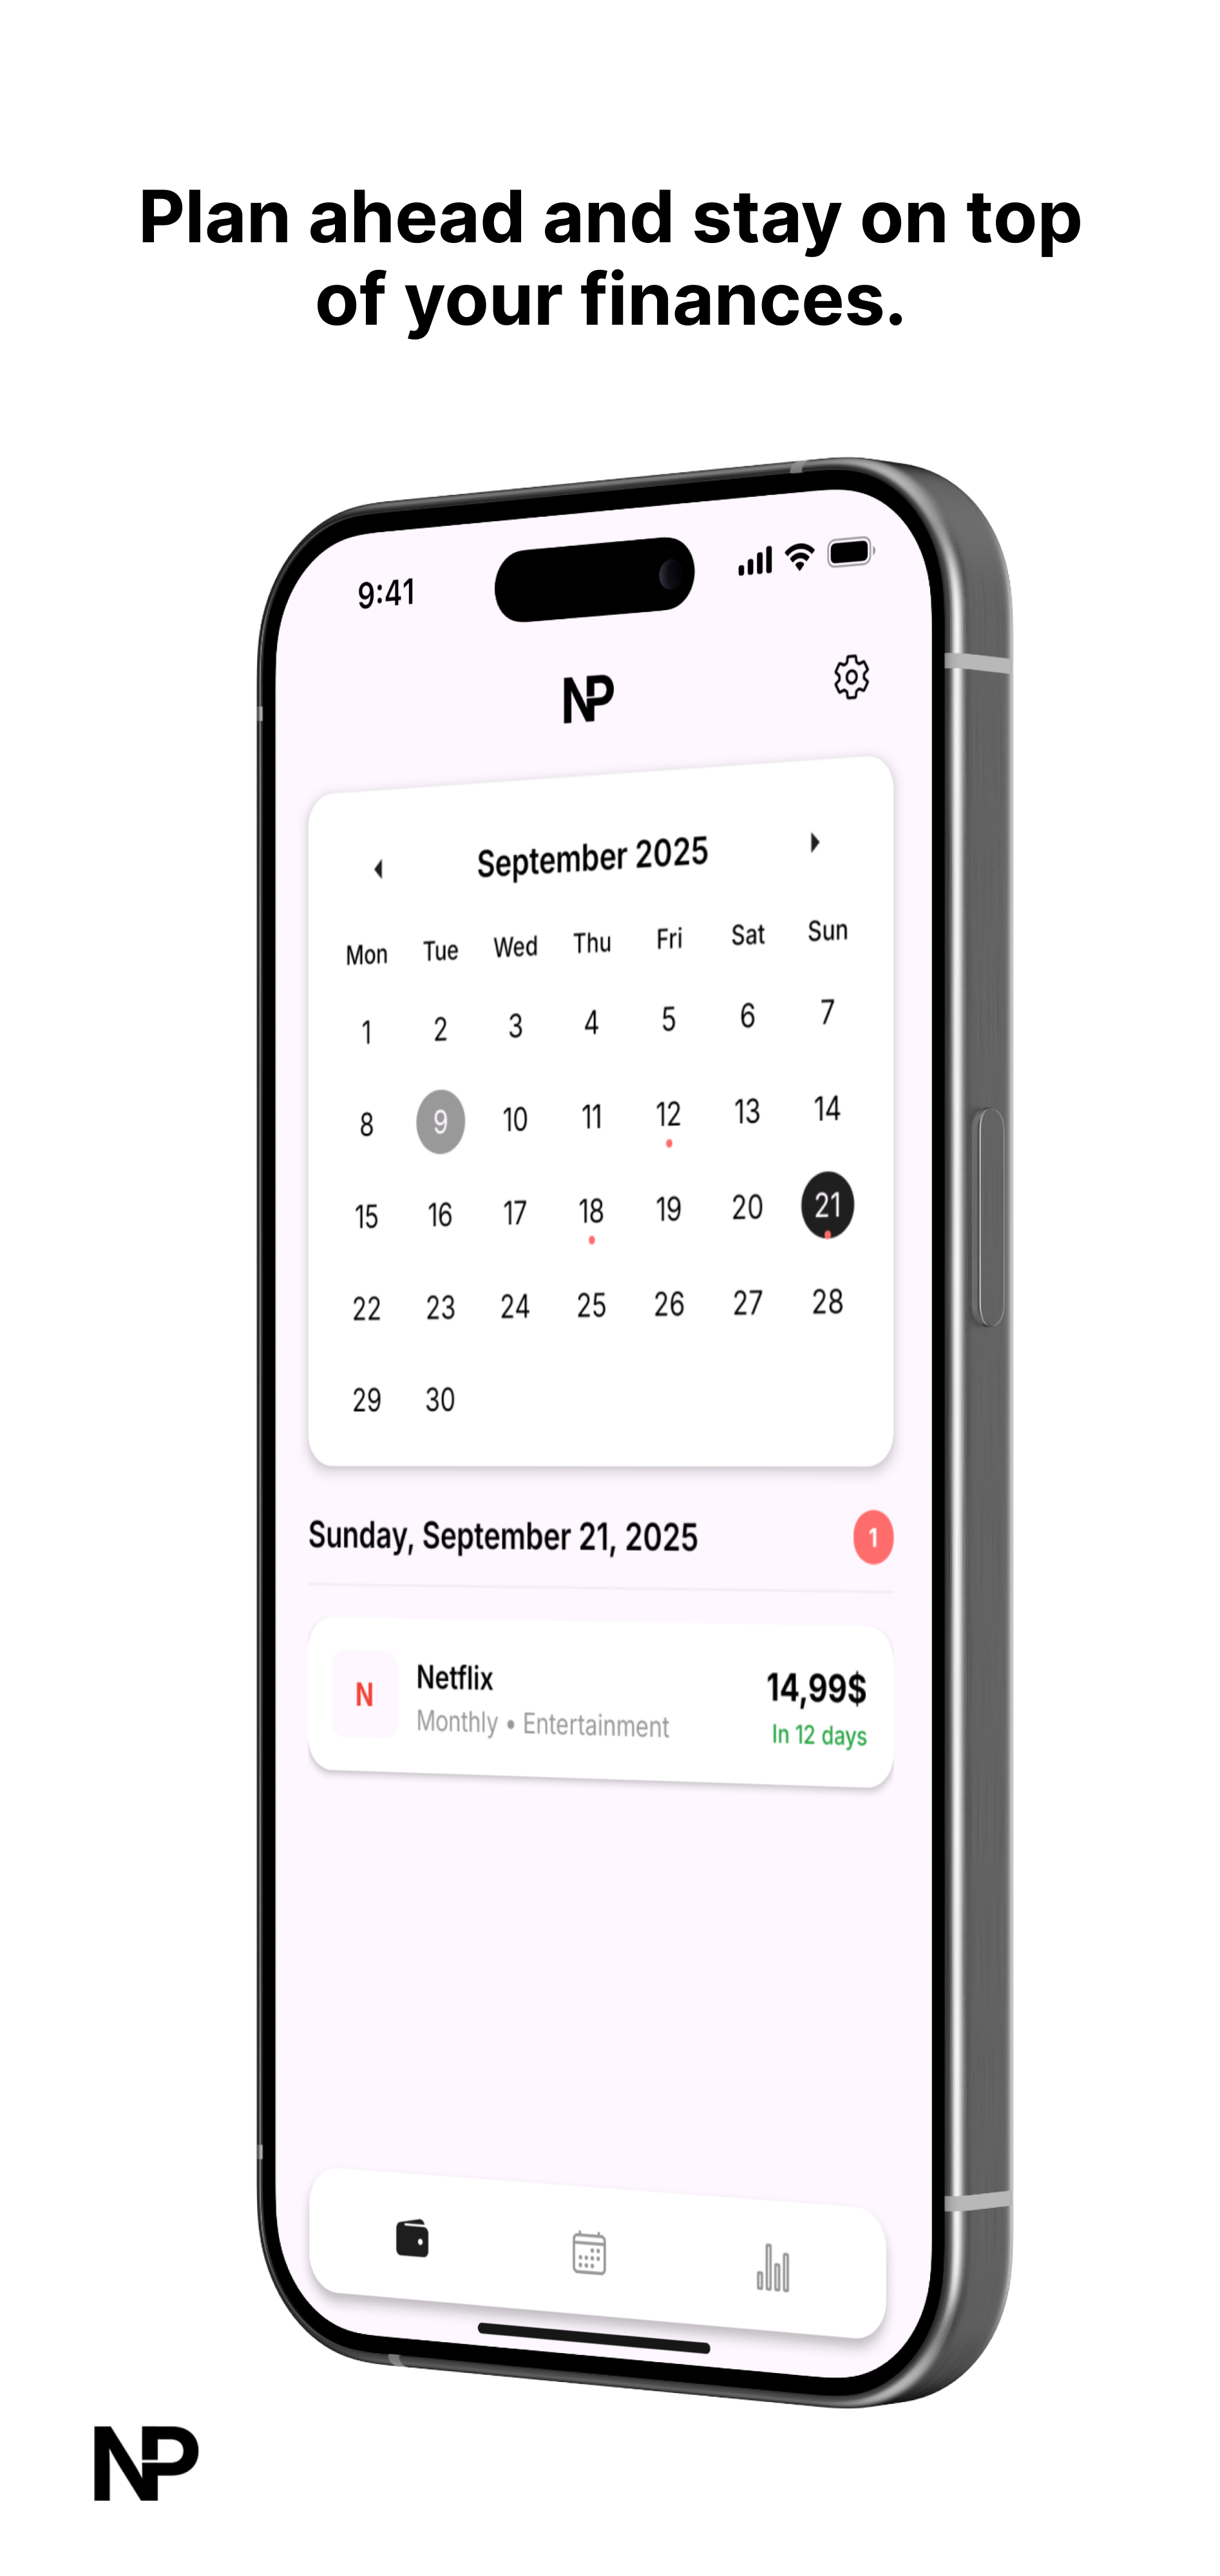 Plan ahead and stay on top
of your finances.
9:41
NP
September 2025
Mon Tue Wed Thu Fri Sat Sun
1 2 3 4 5 6 7
8 9 10 11 12 13 14
15 16 17 18 19 20 21
22 23 24 25 26 27 28
29 30
Sunday, September 21, 2025 1
N Netflix 14,99$
Monthly • Entertainment In 12 days
NP